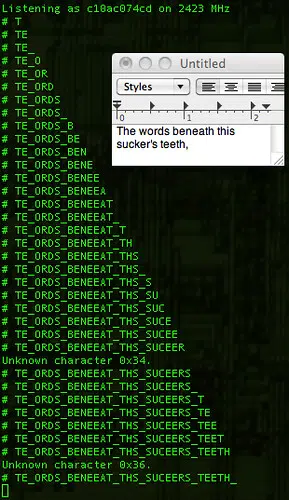 Listening as c10ac074cd on 2423 MHz
# T
# TE
# TE_
# TE_O
# TE_OR
# TE_ORD
# TE_ORDS
# TE_ORDS_
# TE_ORDS_B
# TE_ORDS_BE
# TE_ORDS_BEN
# TE_ORDS_BENE
# TE_ORDS_BENEE
# TE_ORDS_BENEEA
# TE_ORDS_BENEEAT
# TE_ORDS_BENEEAT_
# TE_ORDS_BENEEAT_T
# TE_ORDS_BENEEAT_TH
# TE_ORDS_BENEEAT_THS
# TE_ORDS_BENEEAT_THS_
# TE_ORDS_BENEEAT_THS_S
# TE_ORDS_BENEEAT_THS_SU
# TE_ORDS_BENEEAT_THS_SUC
# TE_ORDS_BENEEAT_THS_SUCE
# TE_ORDS_BENEEAT_THS_SUCEE
# TE_ORDS_BENEEAT_THS_SUCEER
Unknown character 0x34.
# TE_ORDS_BENEEAT_THS_SUCEERS
# TE_ORDS_BENEEAT_THS_SUCEERS_
# TE_ORDS_BENEEAT_THS_SUCEERS_T
# TE_ORDS_BENEEAT_THS_SUCEERS_TE
# TE_ORDS_BENEEAT_THS_SUCEERS_TEE
# TE_ORDS_BENEEAT_THS_SUCEERS_TEET
# TE_ORDS_BENEEAT_THS_SUCEERS_TEETH
Unknown character 0x36.
# TE_ORDS_BENEEAT_THS_SUCEERS_TEETH_
Untitled
Styles
0 1 2
The words beneath this
sucker's teeth,